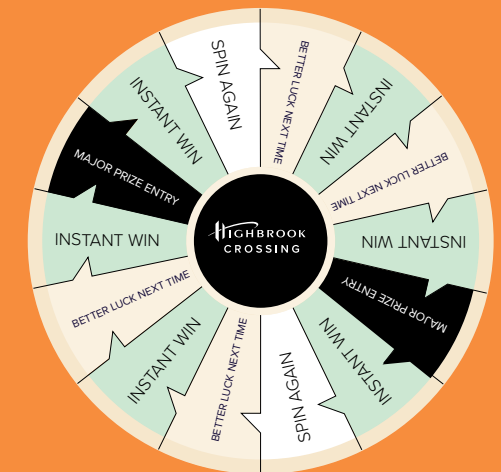 SPIN AGAIN
BETTER LUCK NEXT TIME
INSTANT WIN
BETTER LUCK NEXT TIME
INSTANT WIN
MAJOR PRIZE ENTRY
INSTANT WIN
SPIN AGAIN
BETTER LUCK NEXT TIME
INSTANT WIN
BETTER LUCK NEXT TIME
INSTANT WIN
MAJOR PRIZE ENTRY
INSTANT WIN
HIGHBROOK
CROSSING